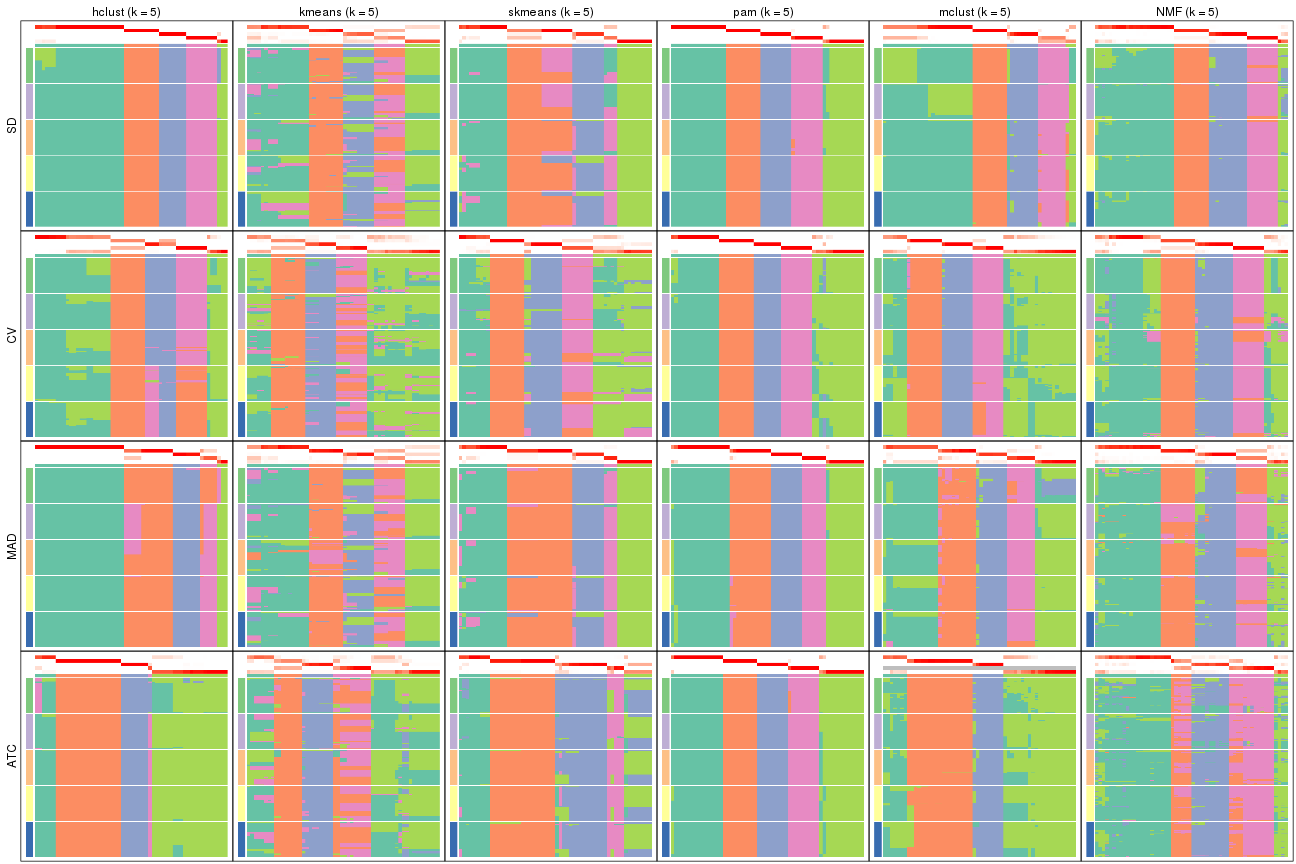 hclust (k = 5) kmeans (k = 5) skmeans (k = 5) pam (k = 5) mclust (k = 5) NMF (k = 5)
SD
CV
MAD
ATC